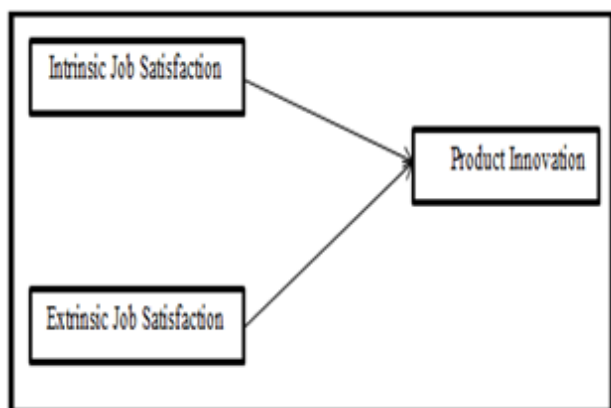 Intrinsic Job Satisfaction
Product Innovation
Extrinsic Job Satisfaction